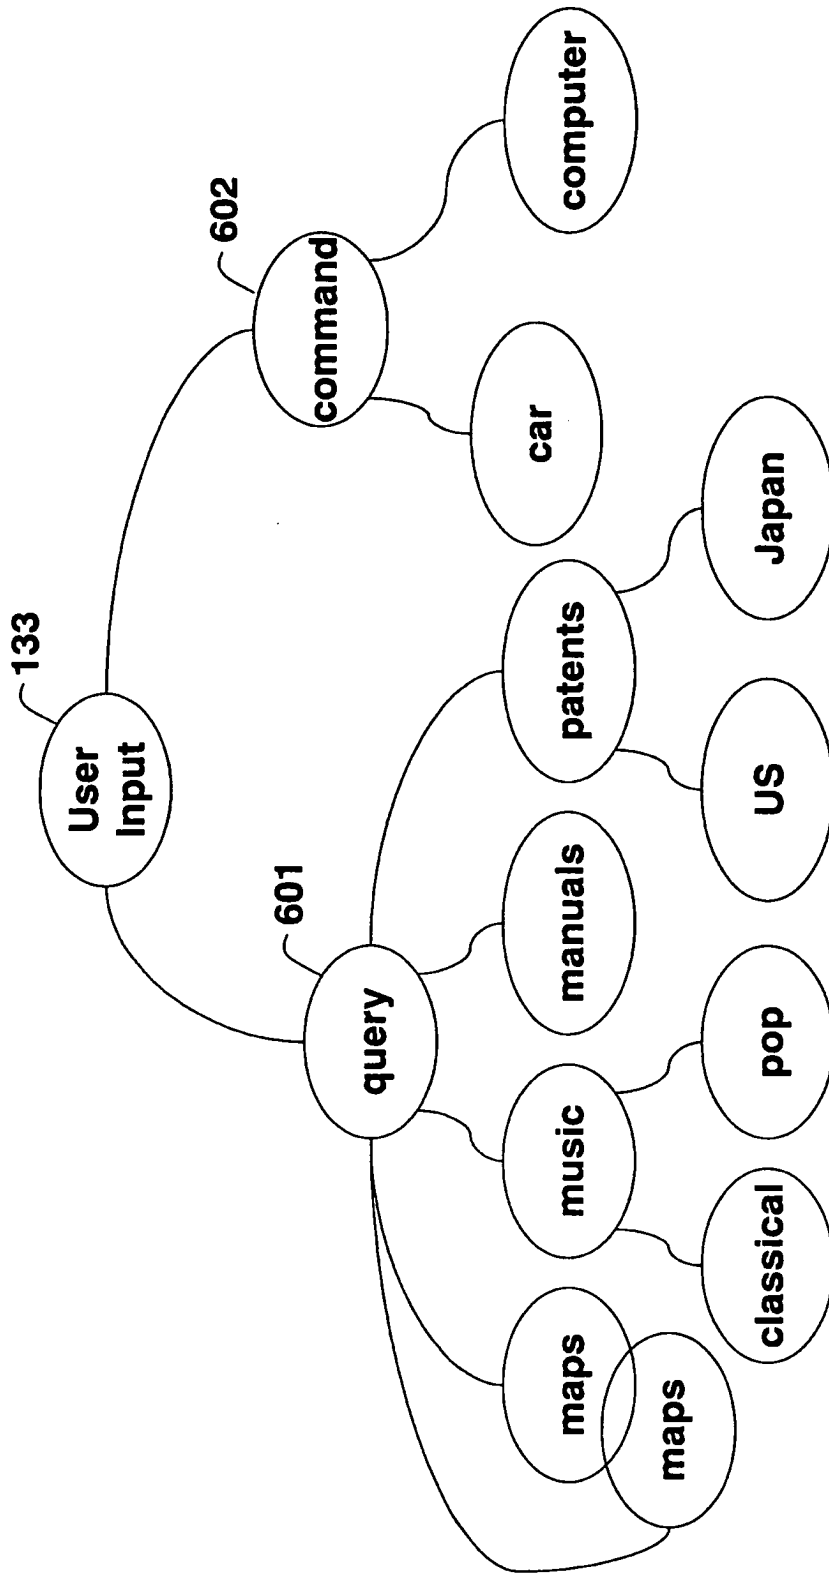 133
User
Input
601
query
602
command
maps
maps
music
manuals
patents
car
computer
classical
pop
US
Japan